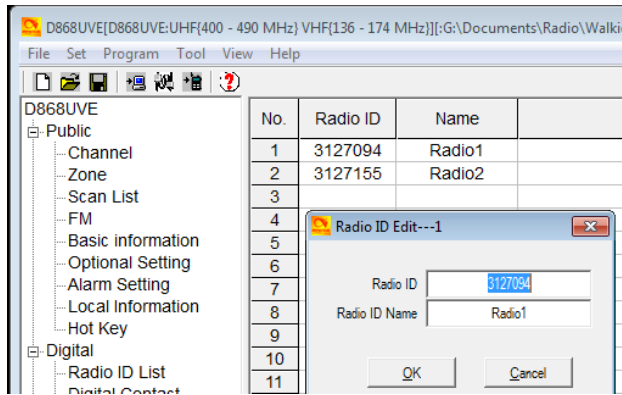 D868UVE[D868UVE:UHF{400 - 490 MHz} VHF{136 - 174 MHz}][:G:\Documents\Radio\Walkie
File Set Program Tool View Help
D868UVE
Public
Channel
Zone
Scan List
FM
Basic information
Optional Setting
Alarm Setting
Local Information
Hot Key
Digital
Radio ID List
Digital Contact
No. Radio ID Name
1 3127094 Radio1
2 3127155 Radio2
3
4
5
6
7
8
9
10
11
Radio ID Edit---1
Radio ID 3127094
Radio ID Name Radio1
OK Cancel